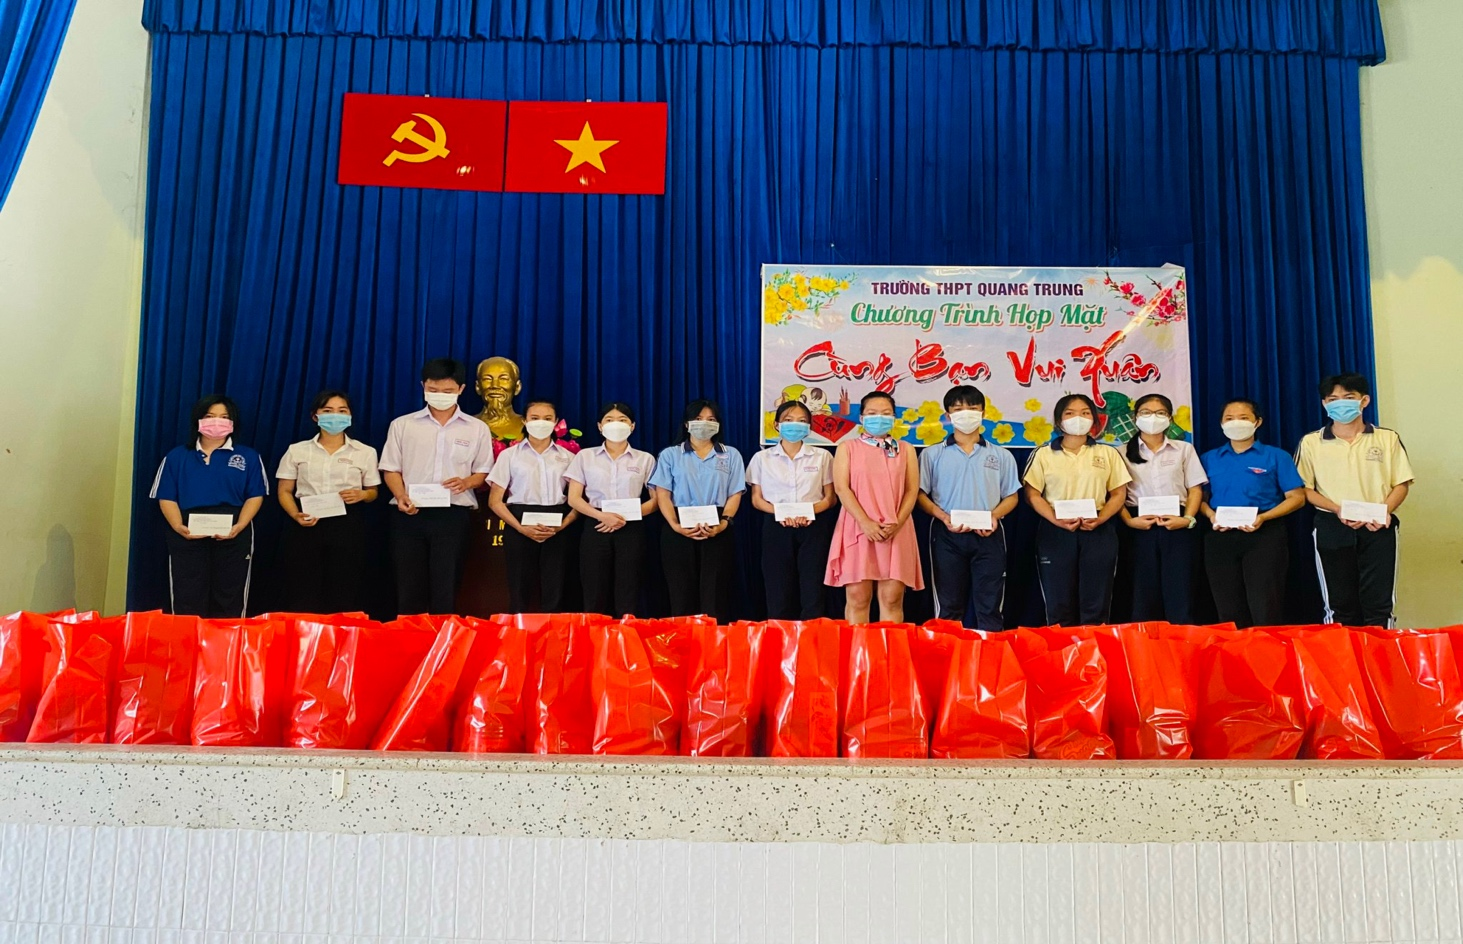 TRƯỜNG THPT QUANG TRUNG
Chương Trình Họp Mặt
Cùng Bạn Vui Xuân